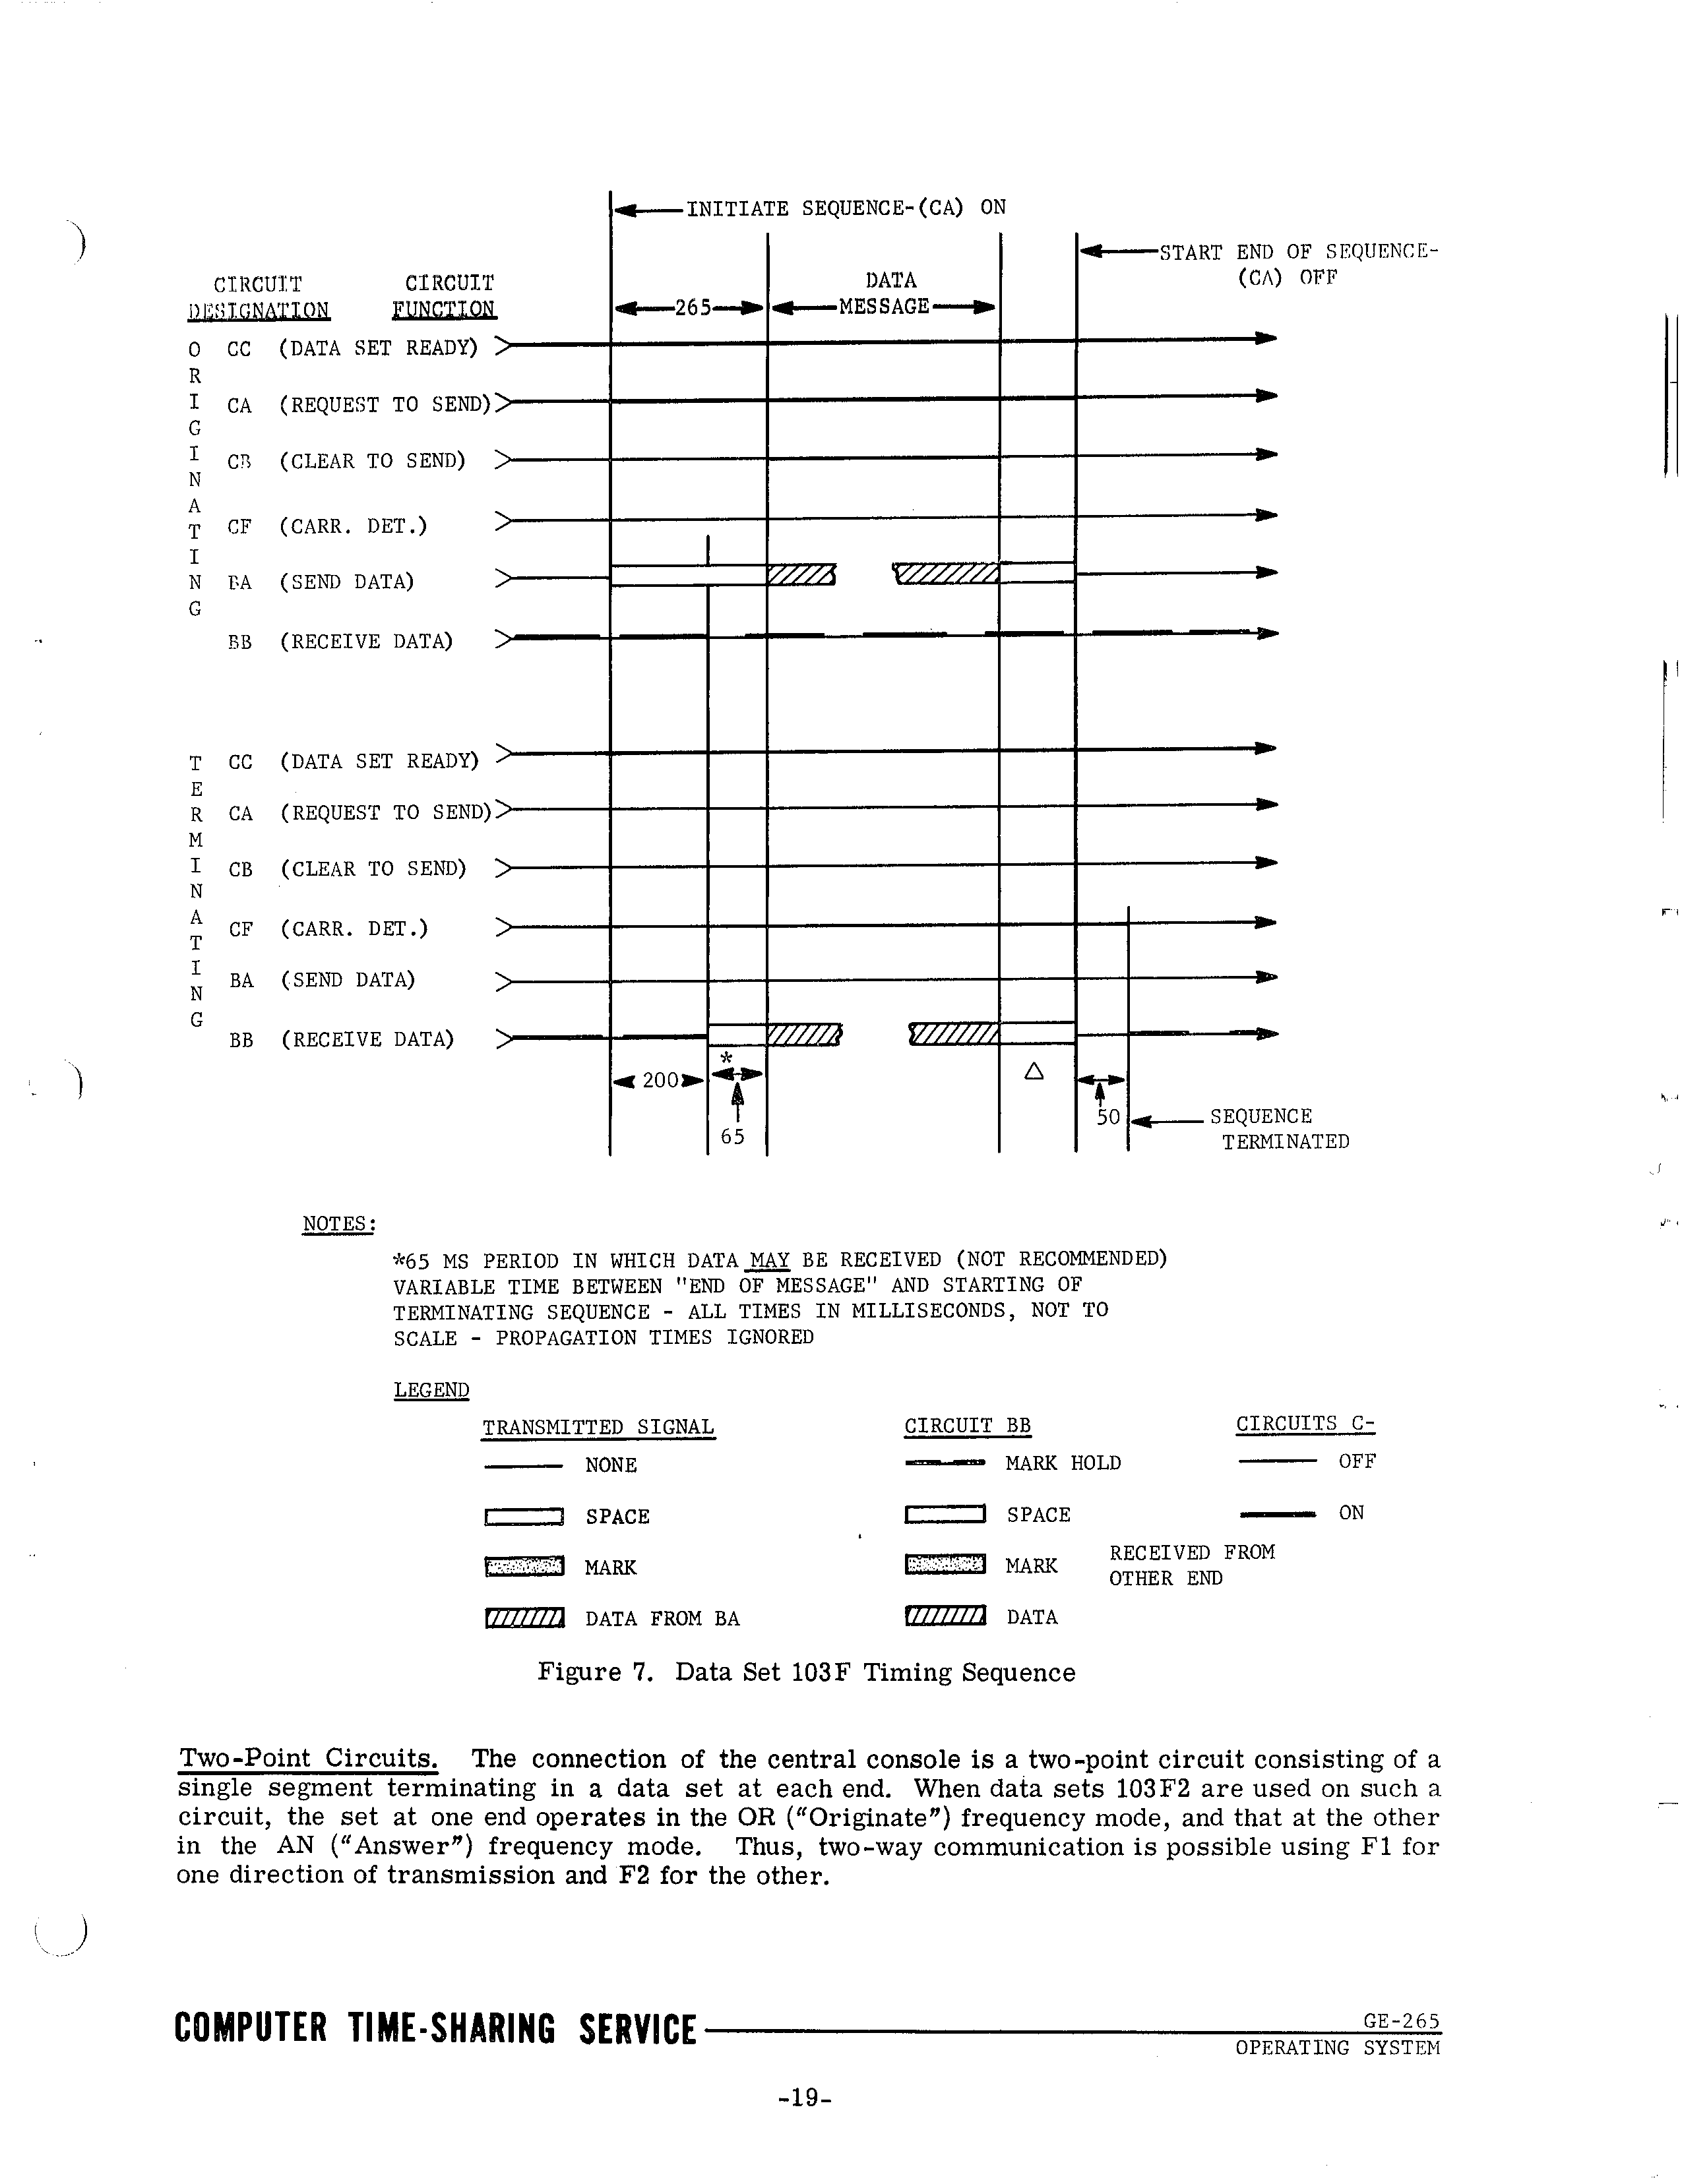 INITIATE SEQUENCE-(CA) ON
START END OF SEQUENCE-
(CA) OFF
CIRCUIT DESIGNATION
CIRCUIT FUNCTION
265
DATA MESSAGE
ORIGINATING
CC (DATA SET READY)
CA (REQUEST TO SEND)
CB (CLEAR TO SEND)
CF (CARR. DET.)
BA (SEND DATA)
BB (RECEIVE DATA)
TERMINATING
CC (DATA SET READY)
CA (REQUEST TO SEND)
CB (CLEAR TO SEND)
CF (CARR. DET.)
BA (SEND DATA)
BB (RECEIVE DATA)
*
200
△
65
50
SEQUENCE
TERMINATED
NOTES:
*65 MS PERIOD IN WHICH DATA MAY BE RECEIVED (NOT RECOMMENDED)
VARIABLE TIME BETWEEN "END OF MESSAGE" AND STARTING OF
TERMINATING SEQUENCE - ALL TIMES IN MILLISECONDS, NOT TO
SCALE - PROPAGATION TIMES IGNORED
LEGEND
TRANSMITTED SIGNAL CIRCUIT BB CIRCUITS C-
NONE MARK HOLD OFF
SPACE SPACE ON
MARK MARK RECEIVED FROM
OTHER END
DATA FROM BA DATA
Figure 7. Data Set 103F Timing Sequence
Two-Point Circuits. The connection of the central console is a two-point circuit consisting of a
single segment terminating in a data set at each end. When data sets 103F2 are used on such a
circuit, the set at one end operates in the OR (“Originate”) frequency mode, and that at the other
in the AN (“Answer”) frequency mode. Thus, two-way communication is possible using F1 for
one direction of transmission and F2 for the other.
COMPUTER TIME-SHARING SERVICE
GE-265
OPERATING SYSTEM
-19-